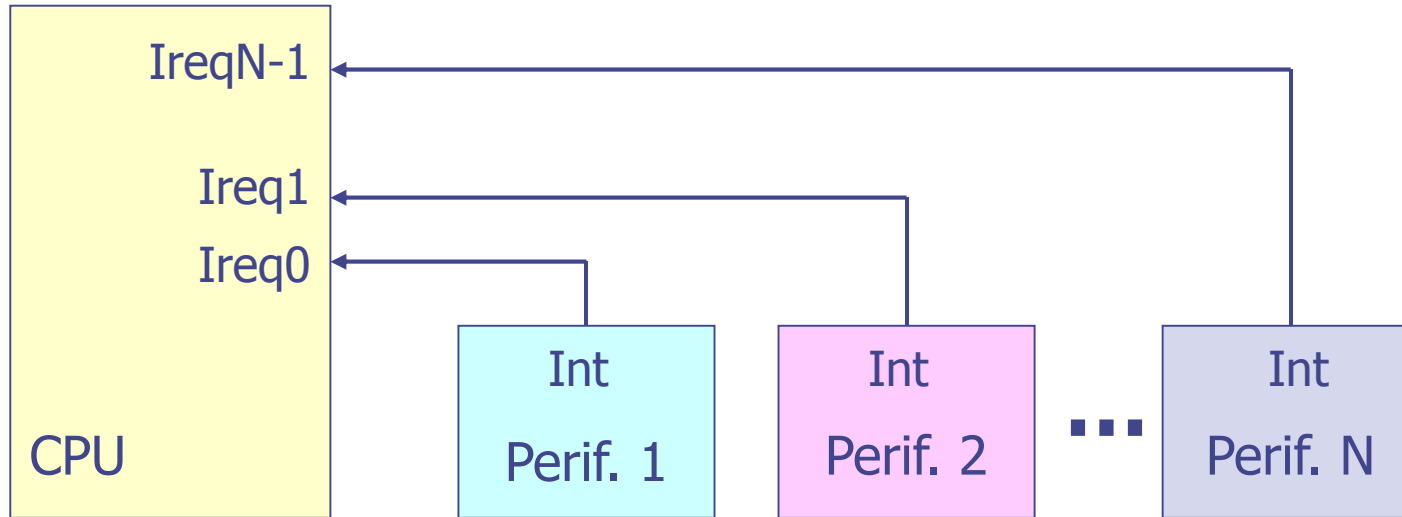 IreqN-1
Ireq1
Ireq0
CPU
Int
Perif. 1
Int
Perif. 2
...
Int
Perif. N